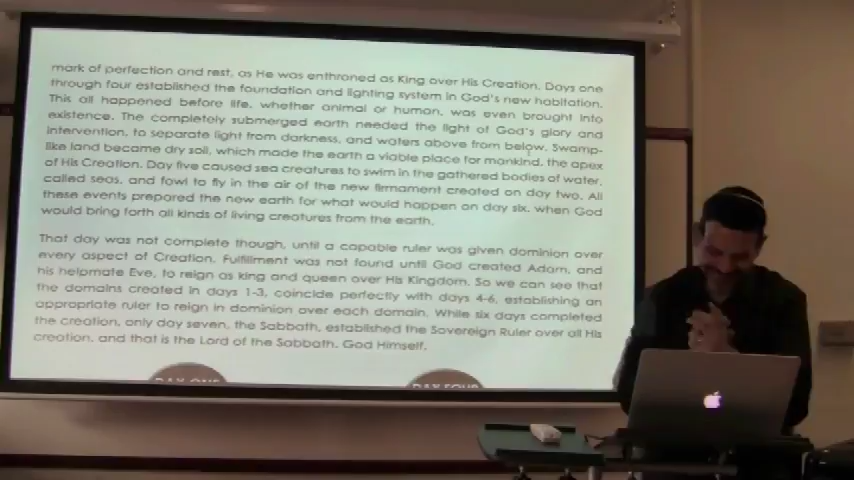 mark of perfection and rest, as He was enthroned as King over His Creation. Days one
through four established the foundation and lighting system in God's new habitation.
This all happened before life, whether animal or human, was even brought into
existence. The completely submerged earth needed the light of God's glory and
intervention, to separate light from darkness, and waters above from below. Swamp-
like land became dry soil, which made the earth a viable place for mankind, the apex
of His Creation. Day five caused sea creatures to swim in the gathered bodies of water,
called seas, and fowl to fly in the air of the new firmament created on day two. All
these events prepared the new earth for what would happen on day six, when God
would bring forth all kinds of living creatures from the earth.
That day was not complete though, until a capable ruler was given dominion over
every aspect of Creation. Fulfillment was not found until God created Adam, and
his helpmate Eve, to reign as king and queen over His Kingdom. So we can see that
the domains created in days 1-3, coincide perfectly with days 4-6, establishing an
appropriate ruler to reign in dominion over each domain. While six days completed
the creation, only day seven, the Sabbath, established the Sovereign Ruler over all His
creation, and that is the Lord of the Sabbath, God Himself.
DAY ONE
DAY FOUR